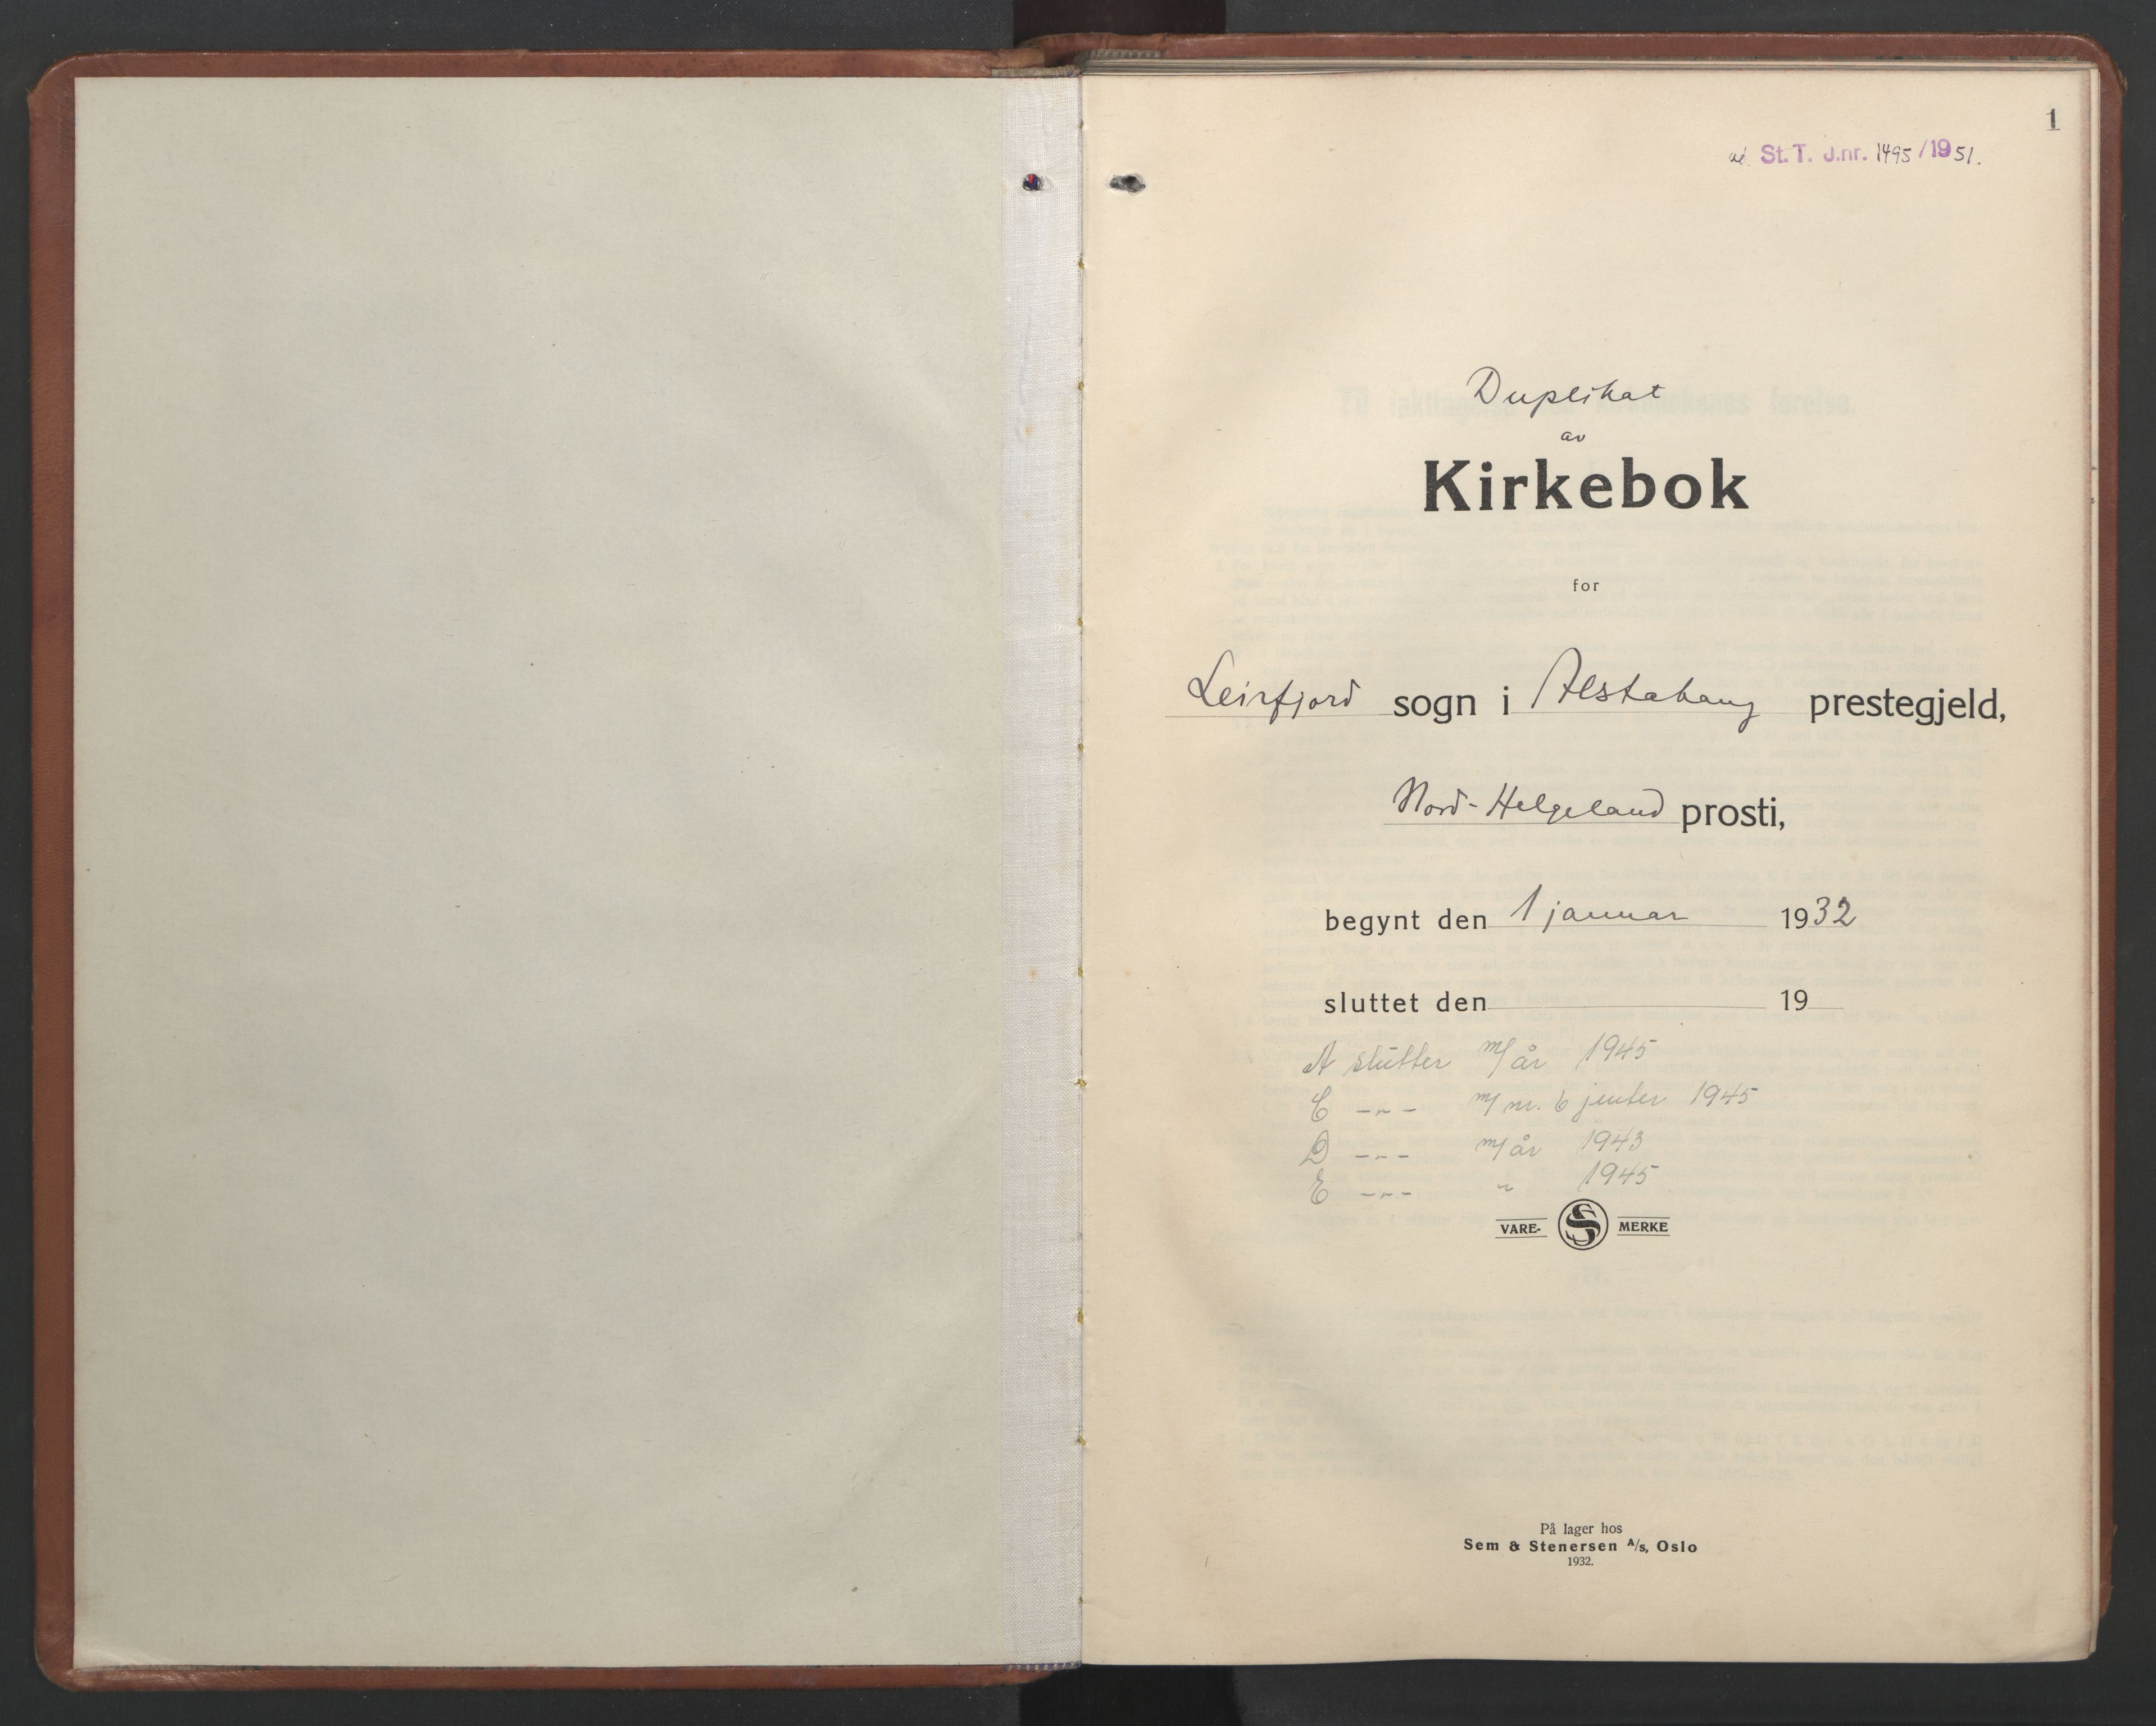 1
ad. St. T. J.nr. 1495/1951.
Duplikat
av
Kirkebok
for
Leirfjord sogn i Alstahaug prestegjeld,
Nord-Helgeland prosti,
begynt den 1 januar 1932
sluttet den 19
A slutter m/ år 1945
C -"- m/ nr. 6 jenter 1945
D -"- m/ år 1943
E -"- " 1945
VARE- S MERKE
På lager hos
Sem & Stenersen A/s, Oslo
1932.